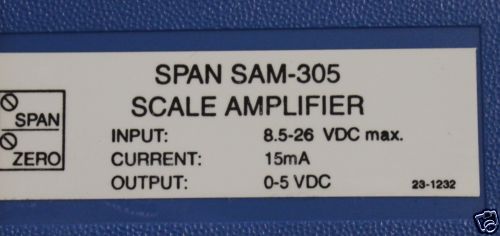 SPAN SAM-305
SCALE AMPLIFIER
SPAN
ZERO
INPUT: 8.5-26 VDC max.
CURRENT: 15mA
OUTPUT: 0-5 VDC
23-1232